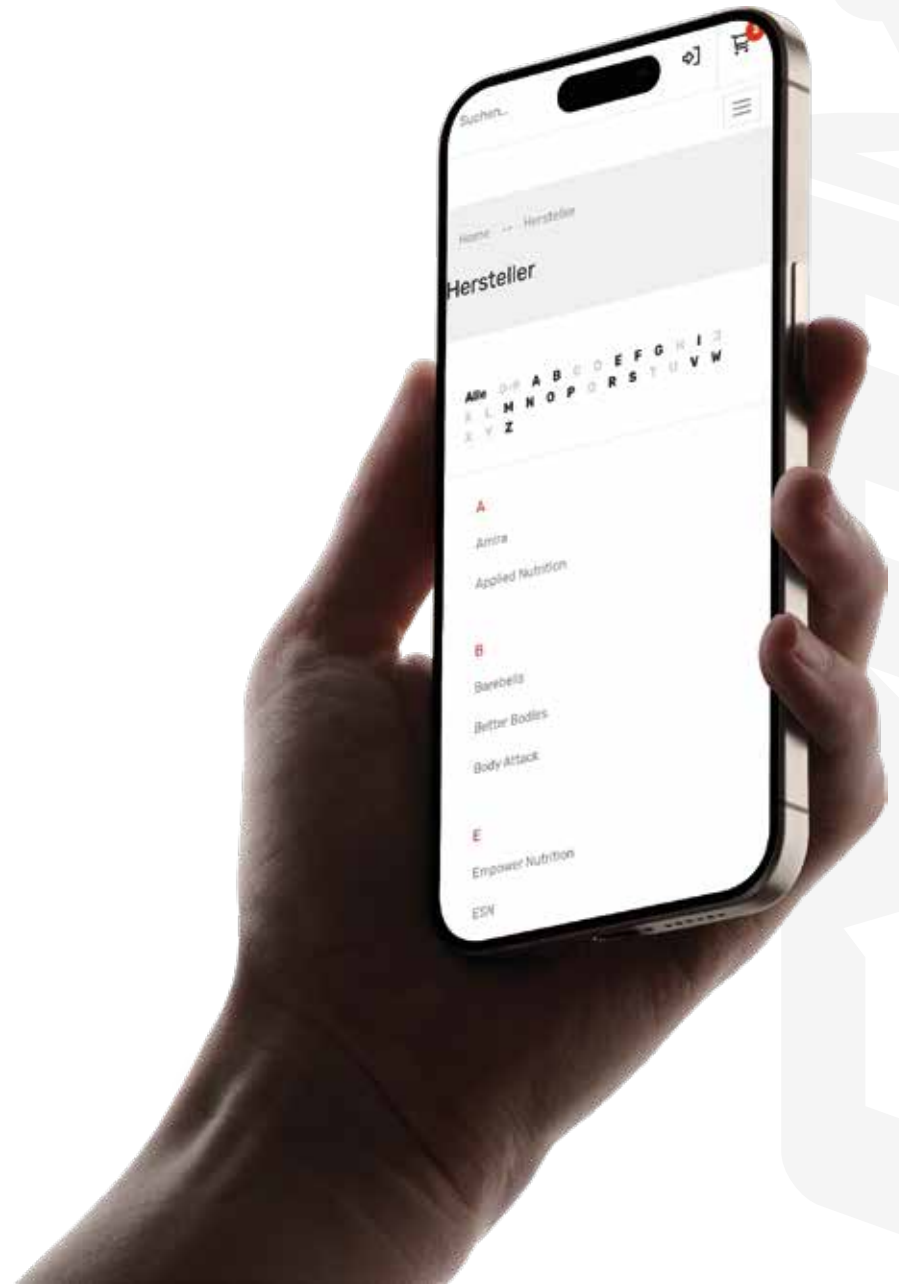 Suchen...
Home → Hersteller
Hersteller
Alle 0-9 A B C D E F G H I J
K L M N O P Q R S T U V W
X Y Z
A
Amira
Applied Nutrition
B
Barebells
Better Bodies
Body Attack
E
Empower Nutrition
ESN